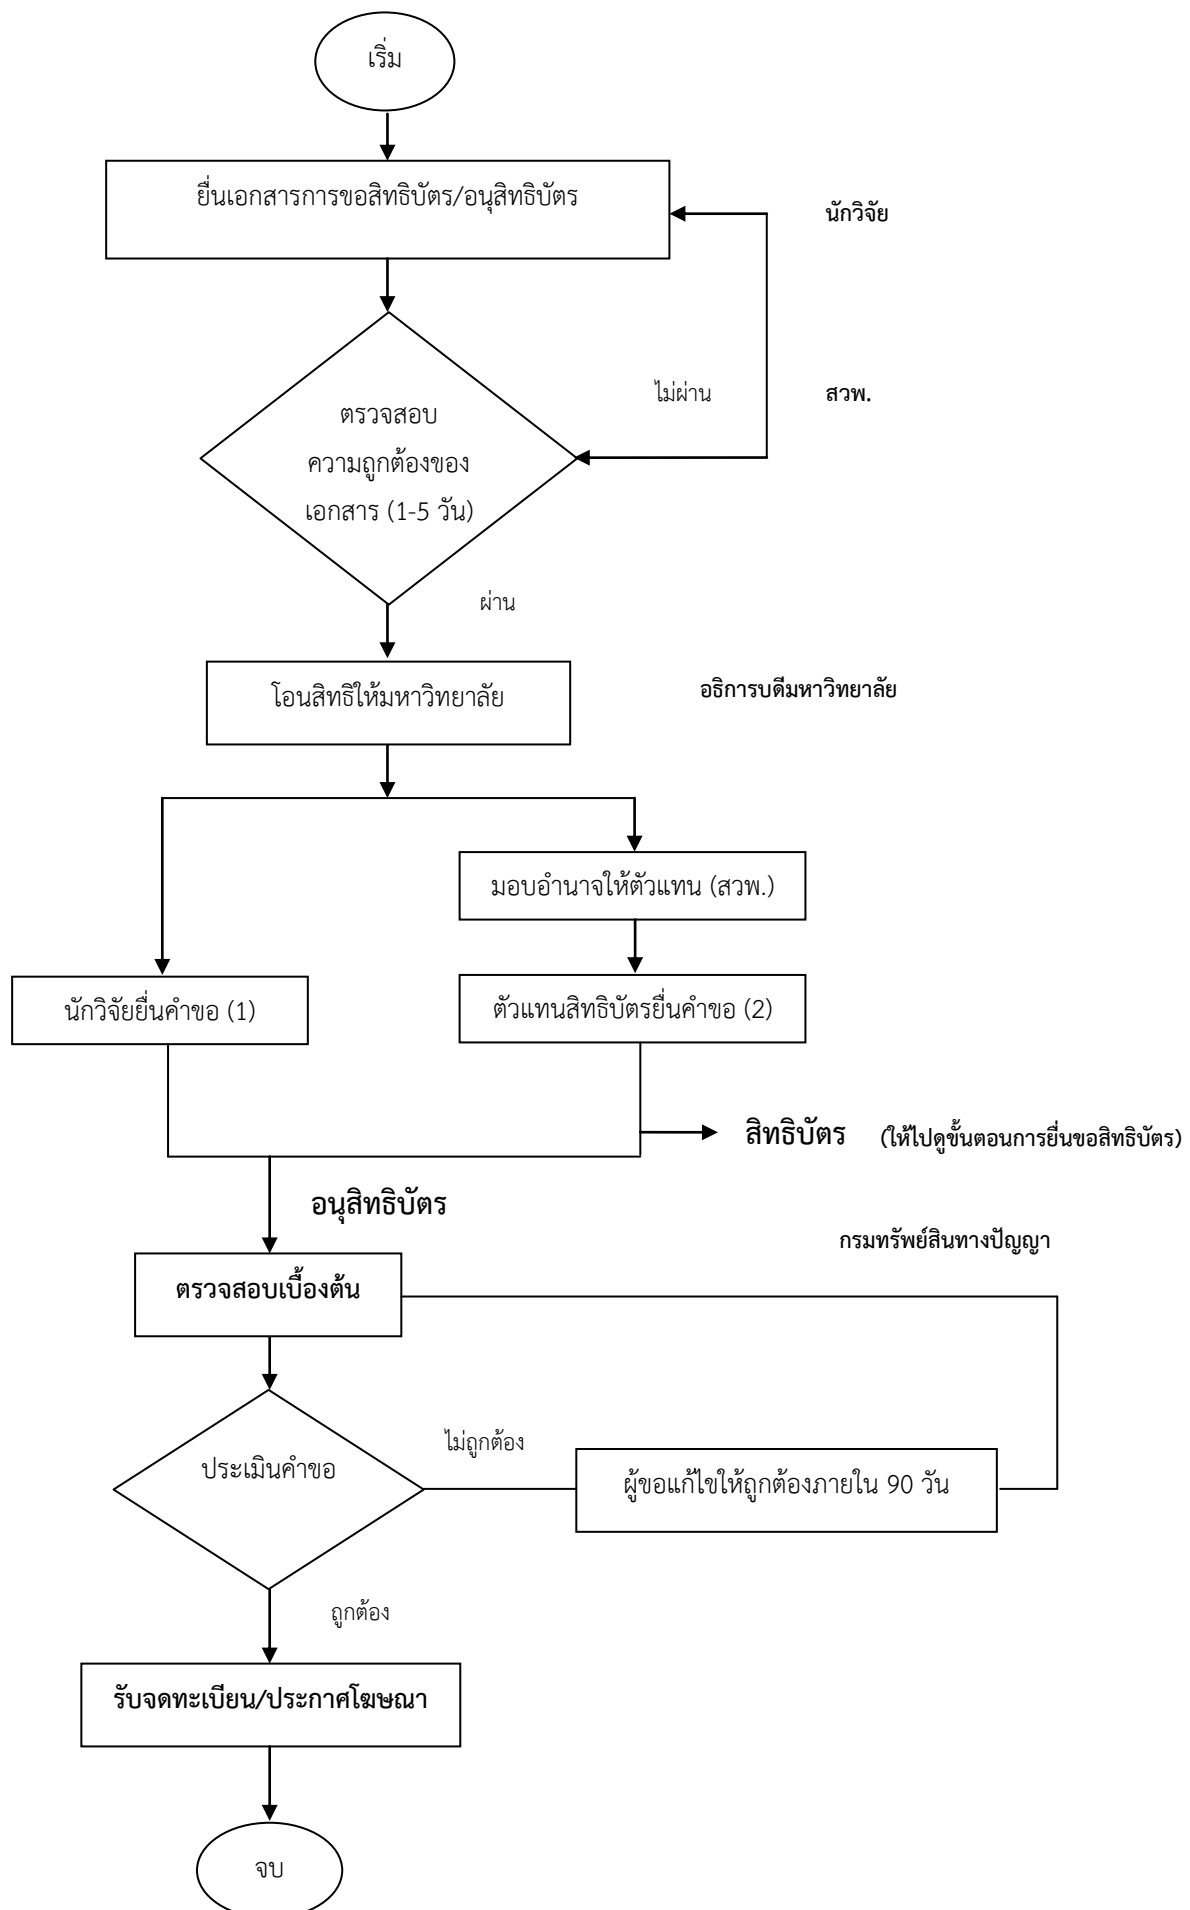 เริ่ม
ยื่นเอกสารการขอสิทธิบัตร/อนุสิทธิบัตร
นักวิจัย
ไม่ผ่าน
สวพ.
ตรวจสอบ
ความถูกต้องของ
เอกสาร (1-5 วัน)
ผ่าน
โอนสิทธิให้มหาวิทยาลัย
อธิการบดีมหาวิทยาลัย
มอบอำนาจให้ตัวแทน (สวพ.)
นักวิจัยยื่นคำขอ (1)
ตัวแทนสิทธิบัตรยื่นคำขอ (2)
สิทธิบัตร (ให้ไปดูขั้นตอนการยื่นขอสิทธิบัตร)
อนุสิทธิบัตร
กรมทรัพย์สินทางปัญญา
ตรวจสอบเบื้องต้น
ไม่ถูกต้อง
ประเมินคำขอ
ผู้ขอแก้ไขให้ถูกต้องภายใน 90 วัน
ถูกต้อง
รับจดทะเบียน/ประกาศโฆษณา
จบ